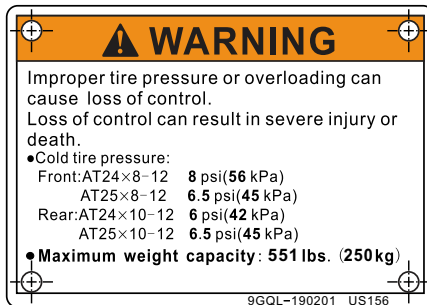 WARNING
Improper tire pressure or overloading can
cause loss of control.
Loss of control can result in severe injury or
death.
●Cold tire pressure:
Front:AT24×8-12 8 psi(56 kPa)
AT25×8-12 6.5 psi(45 kPa)
Rear:AT24×10-12 6 psi(42 kPa)
AT25×10-12 6.5 psi(45 kPa)
●Maximum weight capacity: 551 lbs. (250kg)
9GQL-190201 US156